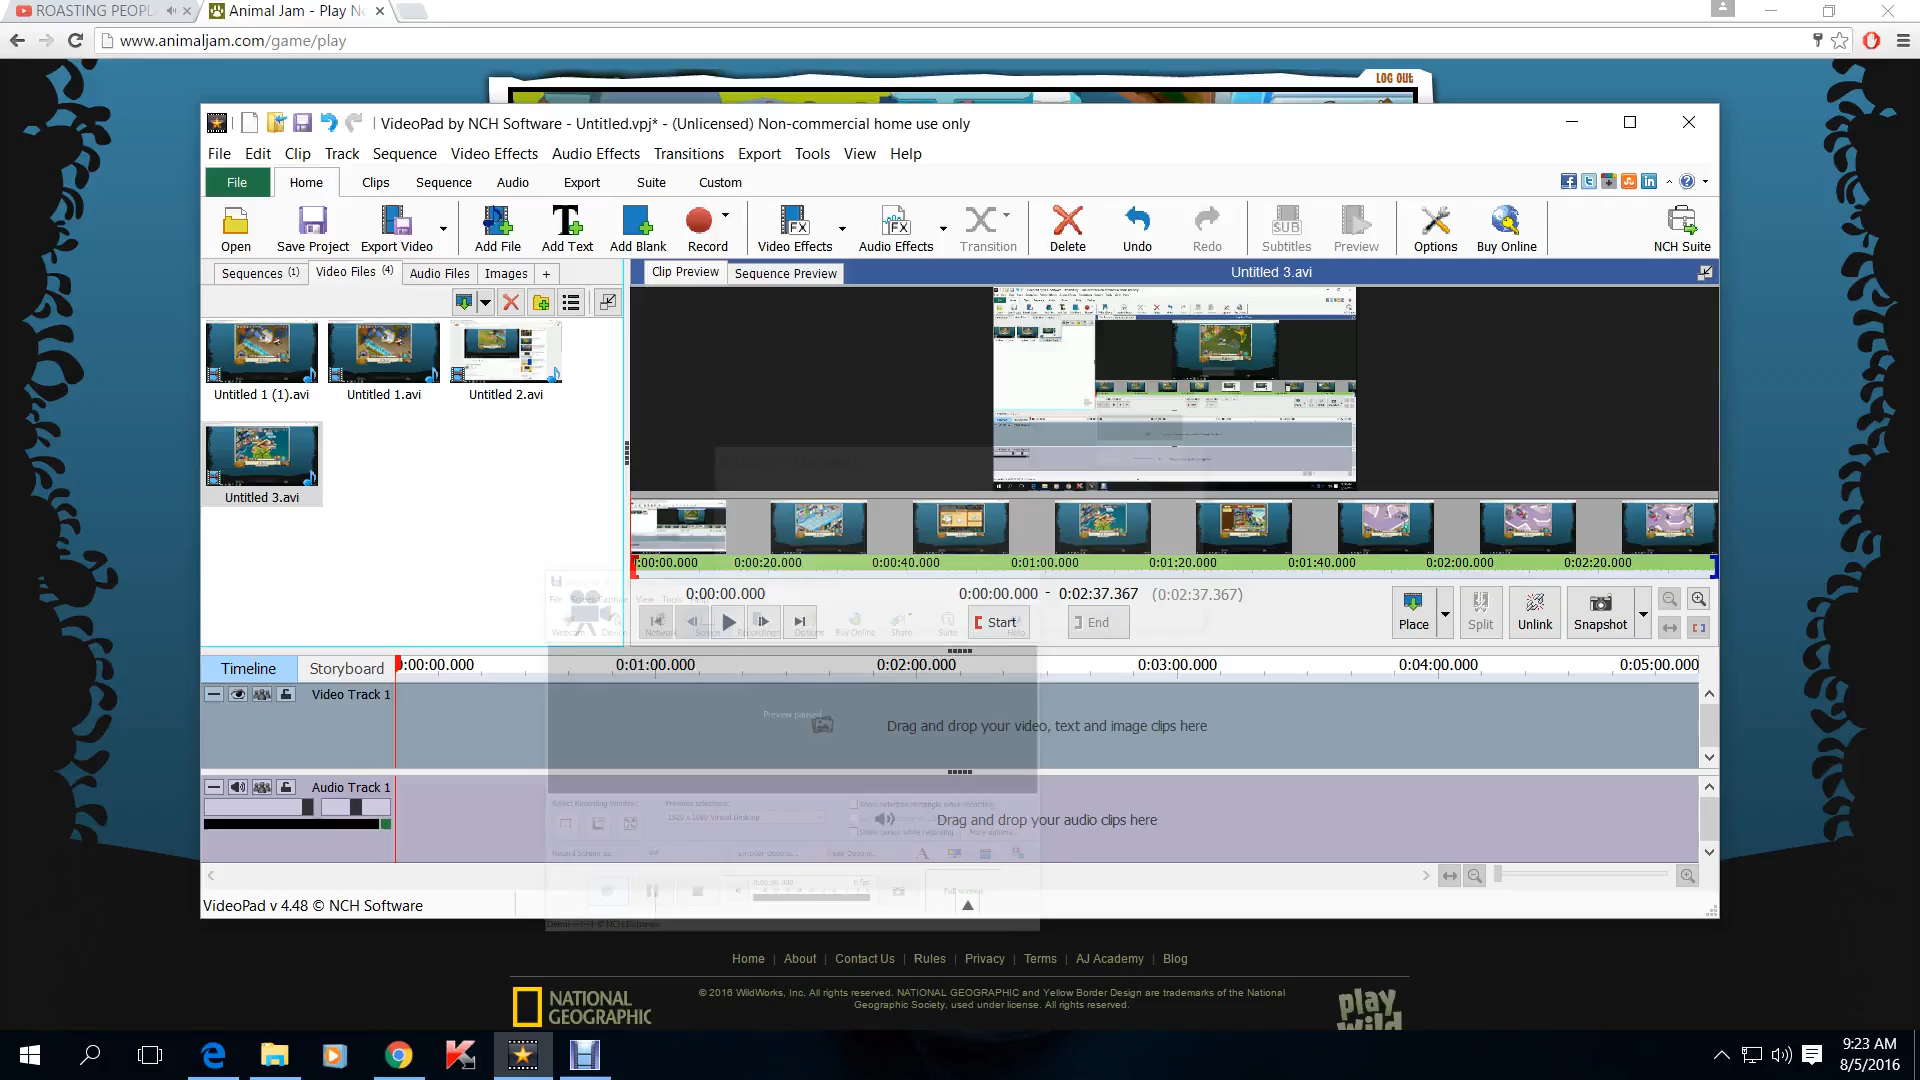 ROASTING PEOPL
Animal Jam - Play N
www.animaljam.com/game/play
LOG OUT
VideoPad by NCH Software - Untitled.vpj* - (Unlicensed) Non-commercial home use only
File Edit Clip Track Sequence Video Effects Audio Effects Transitions Export Tools View Help
File Home Clips Sequence Audio Export Suite Custom
Open Save Project Export Video Add File Add Text Add Blank Record Video Effects Audio Effects Transition Delete Undo Redo Subtitles Preview Options Buy Online NCH Suite
Sequences (1) Video Files (4) Audio Files Images +
Clip Preview Sequence Preview Untitled 3.avi
Untitled 1 (1).avi Untitled 1.avi Untitled 2.avi
Untitled 3.avi
0:00:00.000 0:00:20.000 0:00:40.000 0:01:00.000 0:01:20.000 0:01:40.000 0:02:00.000 0:02:20.000
0:00:00.000 0:00:00.000 - 0:02:37.367 (0:02:37.367)
Start End Place Split Unlink Snapshot
Timeline Storyboard 0:00:00.000 0:01:00.000 0:02:00.000 0:03:00.000 0:04:00.000 0:05:00.000
Video Track 1
Preview paused
Drag and drop your video, text and image clips here
Audio Track 1
Drag and drop your audio clips here
VideoPad v 4.48 © NCH Software
Home | About | Contact Us | Rules | Privacy | Terms | AJ Academy | Blog
NATIONAL GEOGRAPHIC
© 2016 WildWorks, Inc. All rights reserved. NATIONAL GEOGRAPHIC and Yellow Border Design are trademarks of the National
Geographic Society, used under license. All rights reserved.
play wild
9:23 AM
8/5/2016